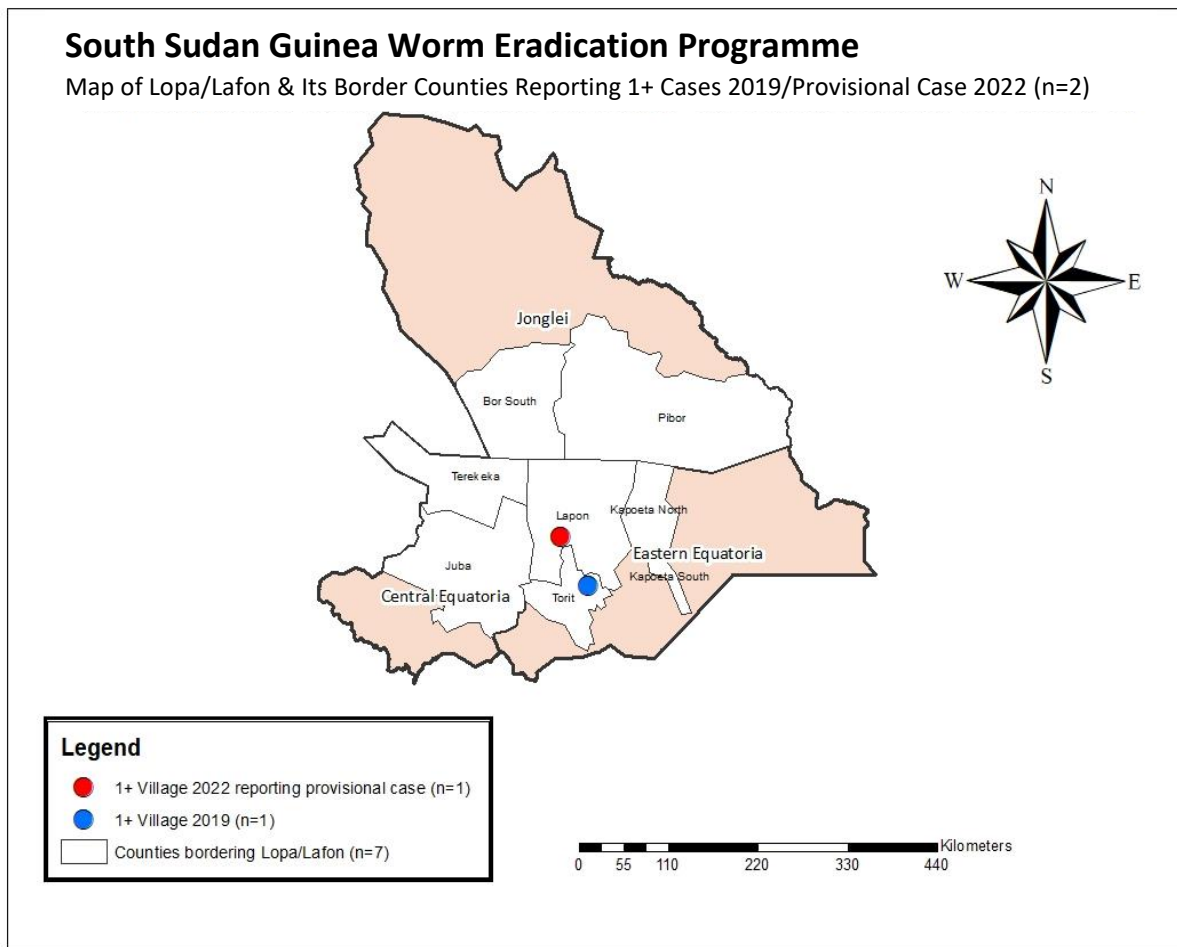 South Sudan Guinea Worm Eradication Programme
Map of Lopa/Lafon & Its Border Counties Reporting 1+ Cases 2019/Provisional Case 2022 (n=2)
N
W
E
S
Jonglei
Bor South
Pibor
Terekeka
Lapon
Kapoeta North
Eastern Equatoria
Juba
Kapoeta South
Central Equatoria
Torit
Legend
1+ Village 2022 reporting provisional case (n=1)
1+ Village 2019 (n=1)
Counties bordering Lopa/Lafon (n=7)
Kilometers
0 55 110 220 330 440